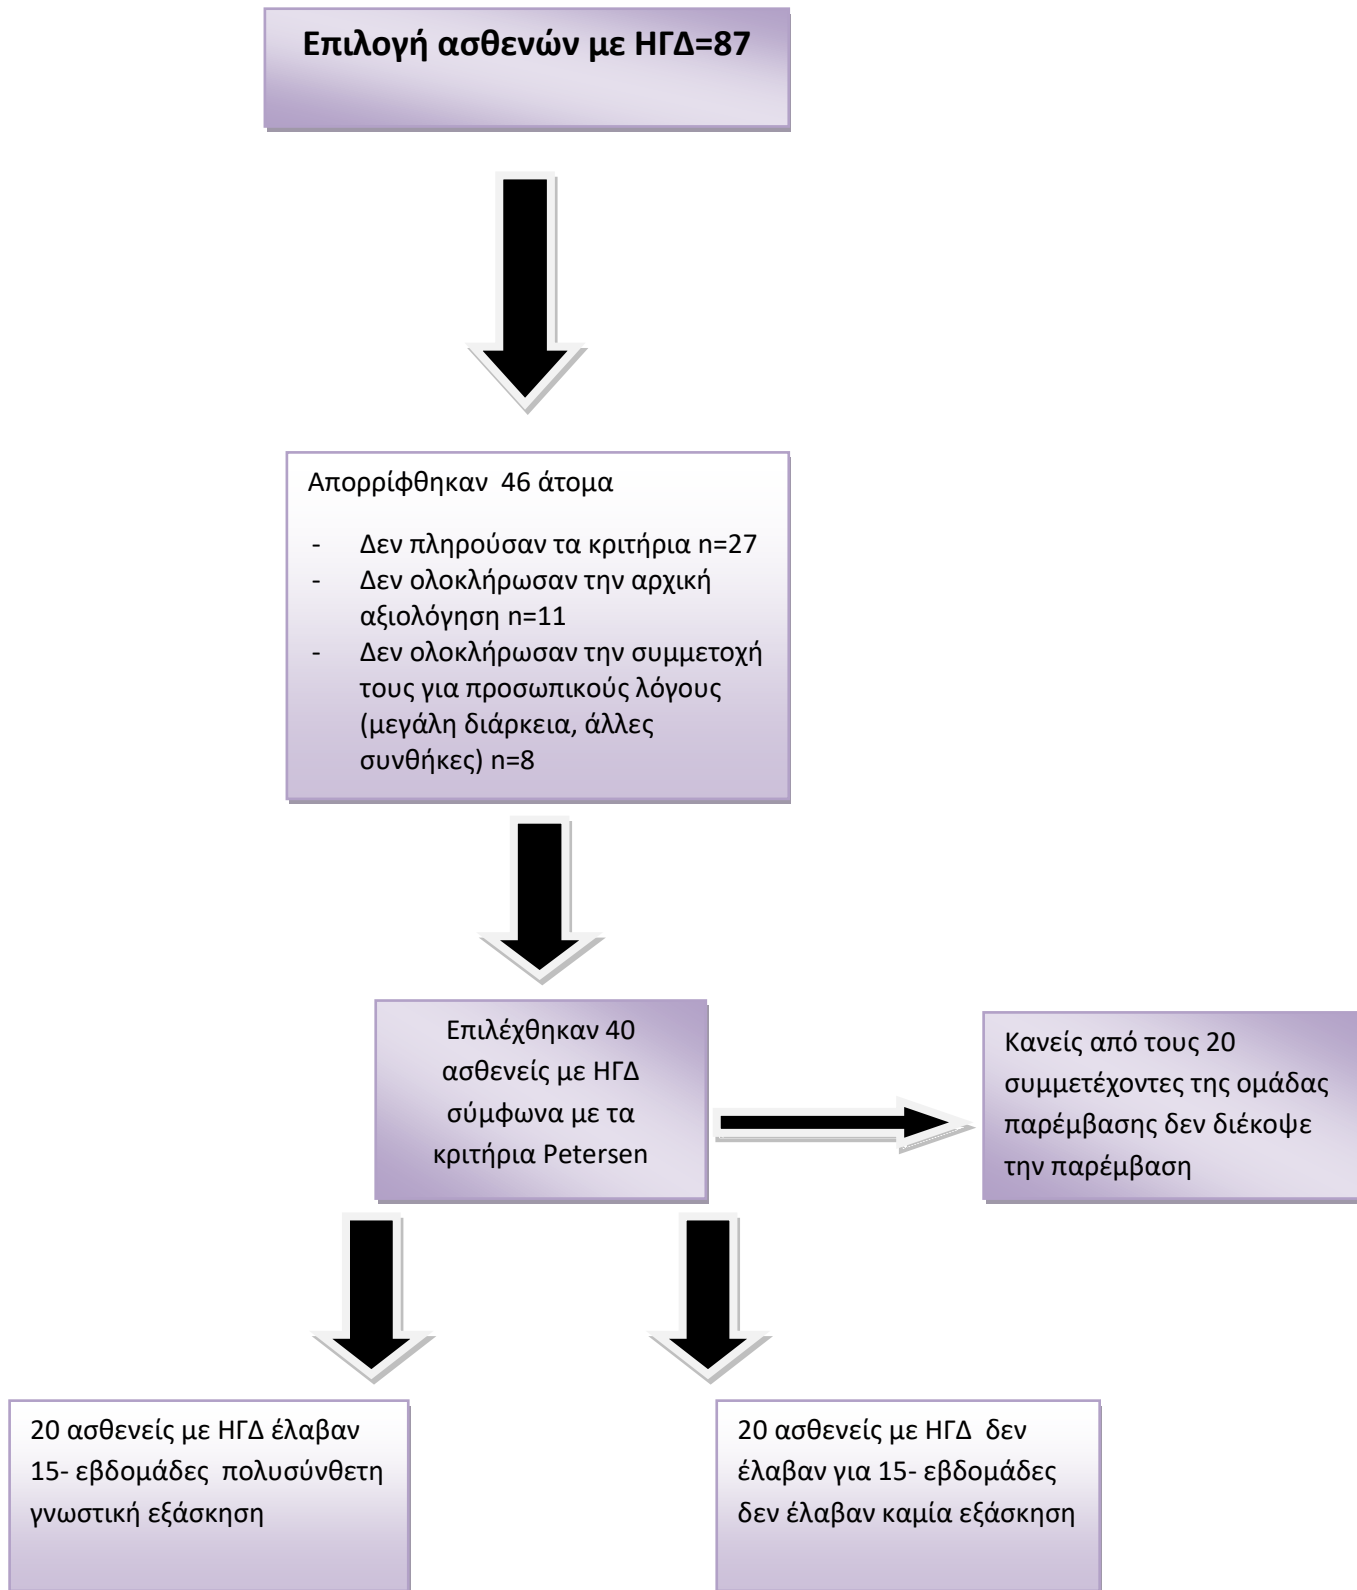 Επιλογή ασθενών με ΗΓΔ=87
Απορρίφθηκαν  46 άτομα
- Δεν πληρούσαν τα κριτήρια n=27
- Δεν ολοκλήρωσαν την αρχική
αξιολόγηση n=11
- Δεν ολοκλήρωσαν την συμμετοχή
τους για προσωπικούς λόγους
(μεγάλη διάρκεια, άλλες
συνθήκες) n=8
Επιλέχθηκαν 40
ασθενείς με ΗΓΔ
σύμφωνα με τα
κριτήρια Petersen
Κανείς από τους 20
συμμετέχοντες της ομάδας
παρέμβασης δεν διέκοψε
την παρέμβαση
20 ασθενείς με ΗΓΔ έλαβαν
15- εβδομάδες  πολυσύνθετη
γνωστική εξάσκηση
20 ασθενείς με ΗΓΔ  δεν
έλαβαν για 15- εβδομάδες
δεν έλαβαν καμία εξάσκηση